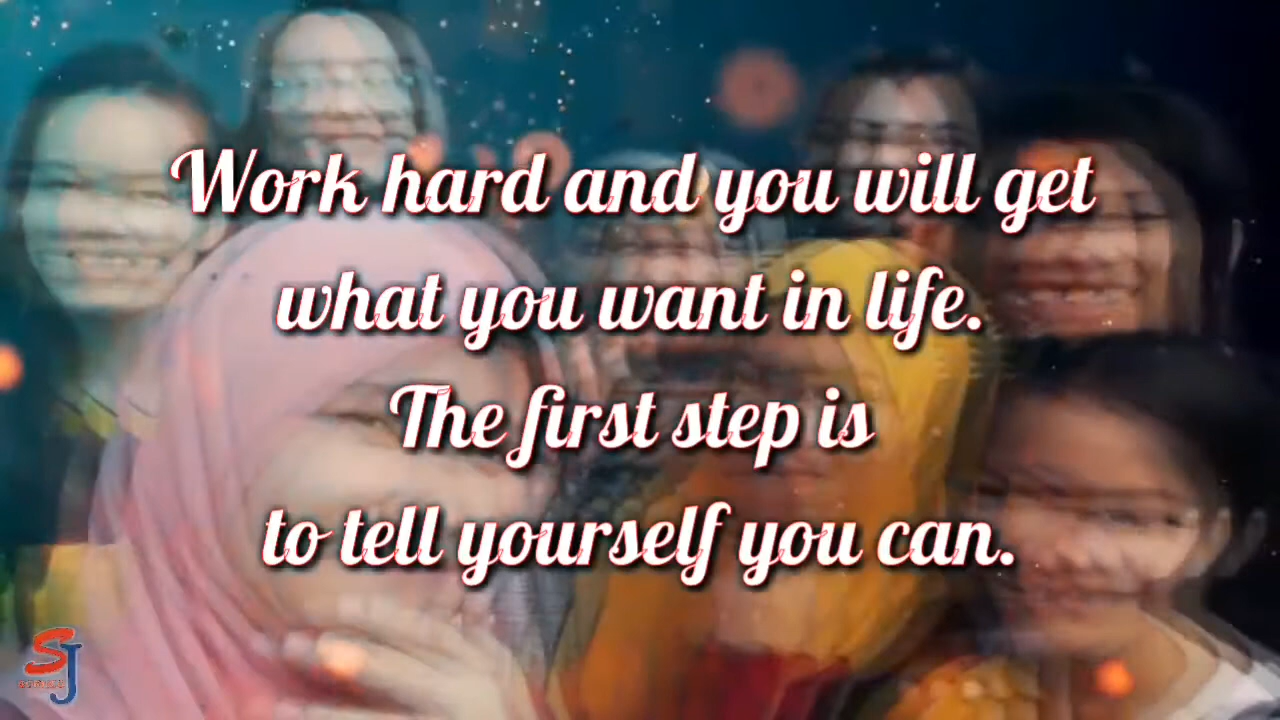 Work hard and you will get
what you want in life.
The first step is
to tell yourself you can.
SJ